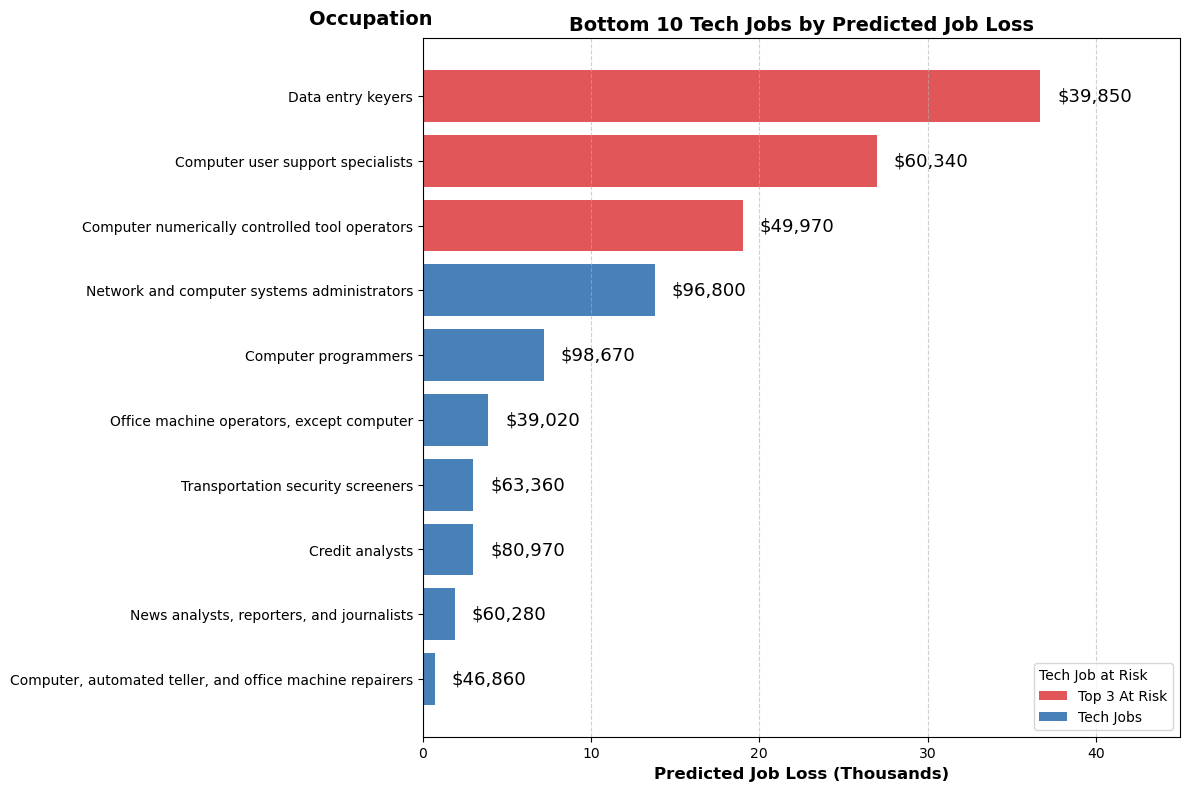 Occupation
Bottom 10 Tech Jobs by Predicted Job Loss
Data entry keyers
$39,850
Computer user support specialists
$60,340
Computer numerically controlled tool operators
$49,970
Network and computer systems administrators
$96,800
Computer programmers
$98,670
Office machine operators, except computer
$39,020
Transportation security screeners
$63,360
Credit analysts
$80,970
News analysts, reporters, and journalists
$60,280
Computer, automated teller, and office machine repairers
$46,860
Tech Job at Risk
Top 3 At Risk
Tech Jobs
0 10 20 30 40
Predicted Job Loss (Thousands)